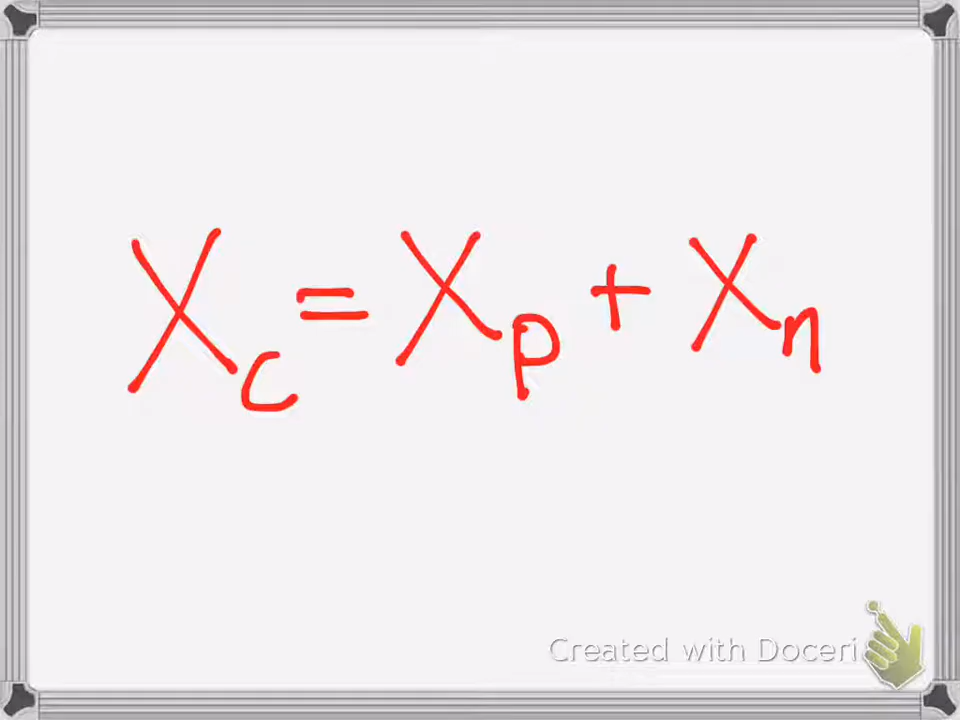 Xc = Xp + Xn
Created with Doceri